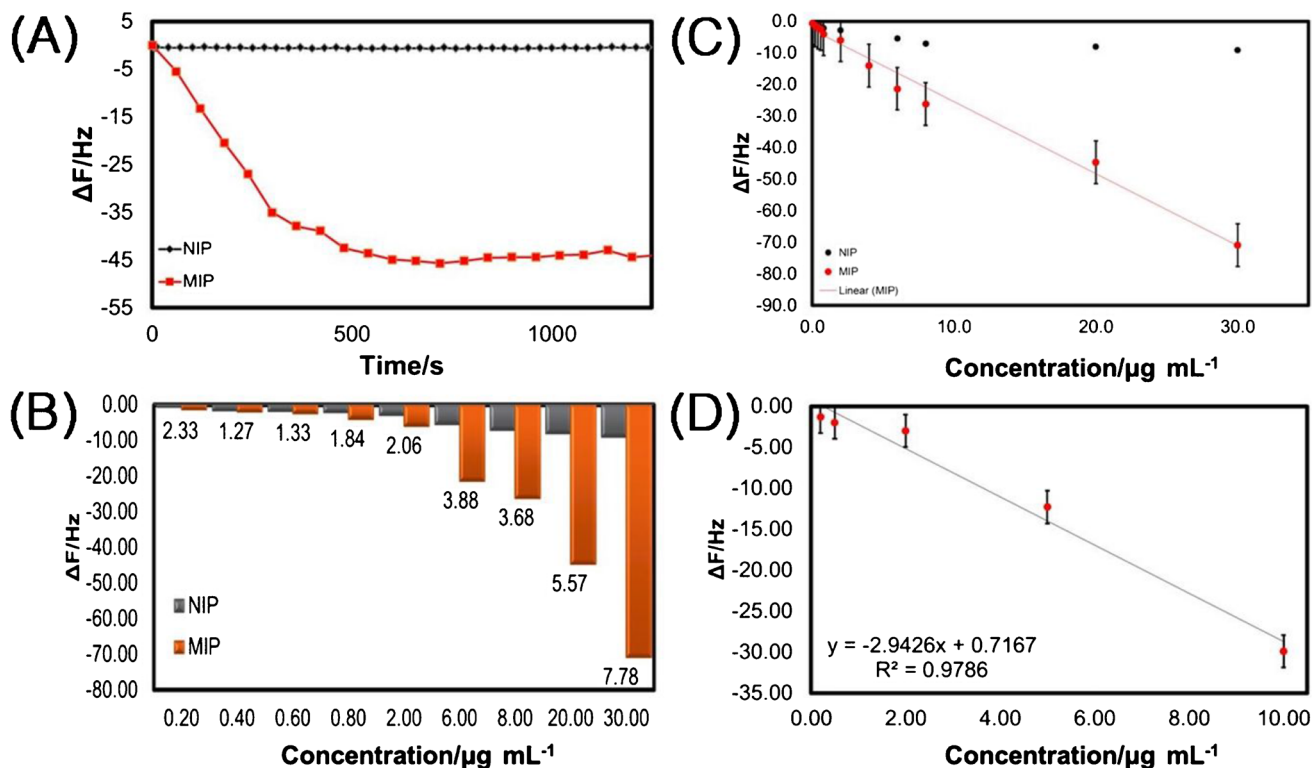 (A)
5
-5
-15
-25
-35
-45
-55
ΔF/Hz
NIP
MIP
0 500 1000
Time/s
(C)
0.0
-10.0
-20.0
-30.0
-40.0
-50.0
-60.0
-70.0
-80.0
-90.0
ΔF/Hz
NIP
MIP
Linear (MIP)
0.0 10.0 20.0 30.0
Concentration/µg mL-1
(B)
0.00
-10.00
-20.00
-30.00
-40.00
-50.00
-60.00
-70.00
-80.00
ΔF/Hz
2.33 1.27 1.33 1.84 2.06 3.88 3.68 5.57 7.78
NIP
MIP
0.20 0.40 0.60 0.80 2.00 6.00 8.00 20.00 30.00
Concentration/µg mL-1
(D)
0.00
-5.00
-10.00
-15.00
-20.00
-25.00
-30.00
-35.00
ΔF/Hz
y = -2.9426x + 0.7167
R² = 0.9786
0.00 2.00 4.00 6.00 8.00 10.00
Concentration/µg mL-1